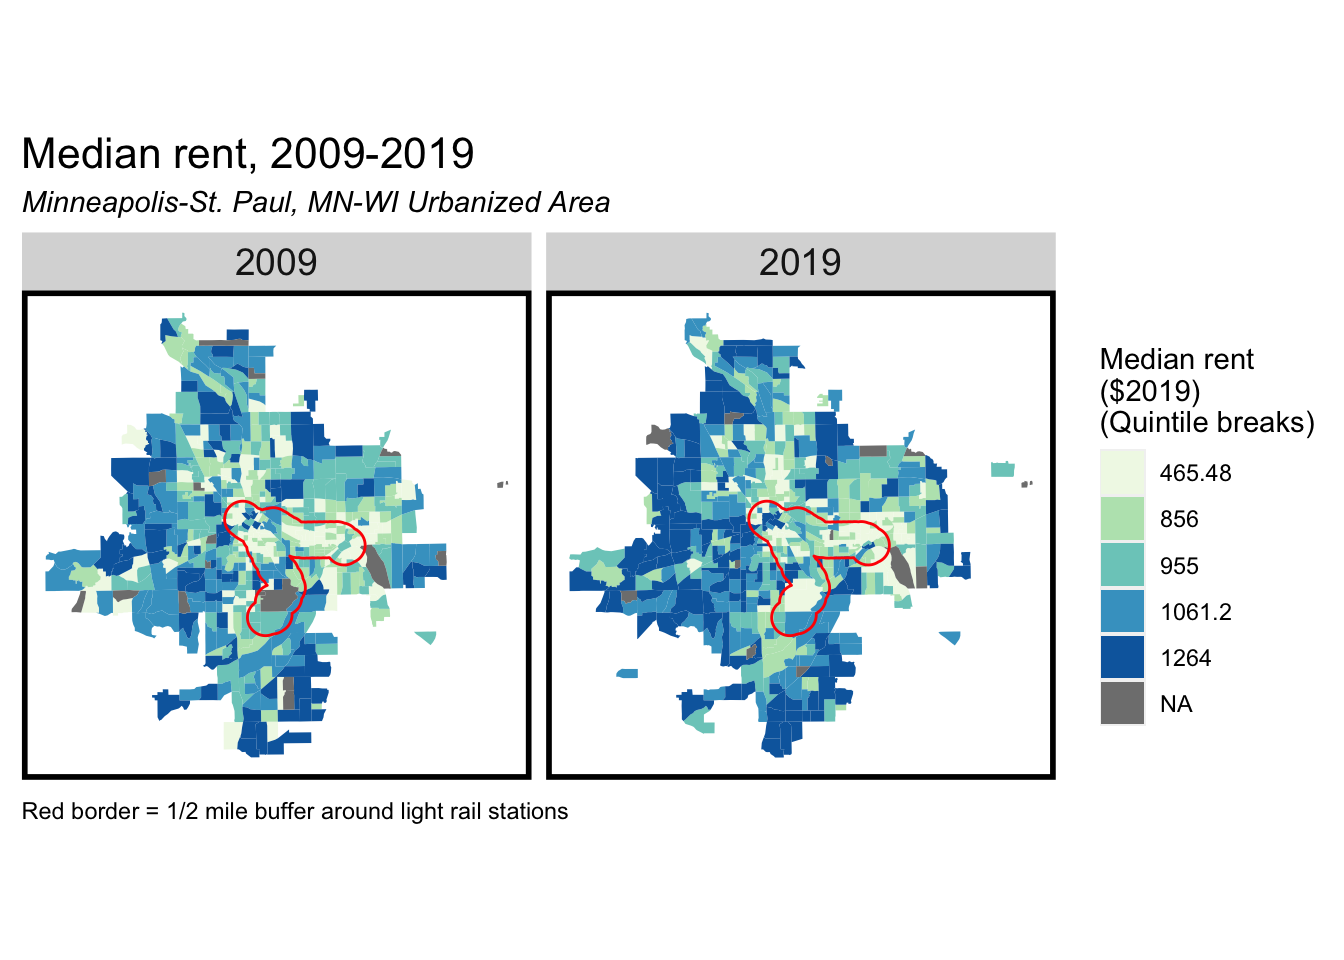 Median rent, 2009-2019
Minneapolis-St. Paul, MN-WI Urbanized Area
2009
2019
Median rent
($2019)
(Quintile breaks)
465.48
856
955
1061.2
1264
NA
Red border = 1/2 mile buffer around light rail stations